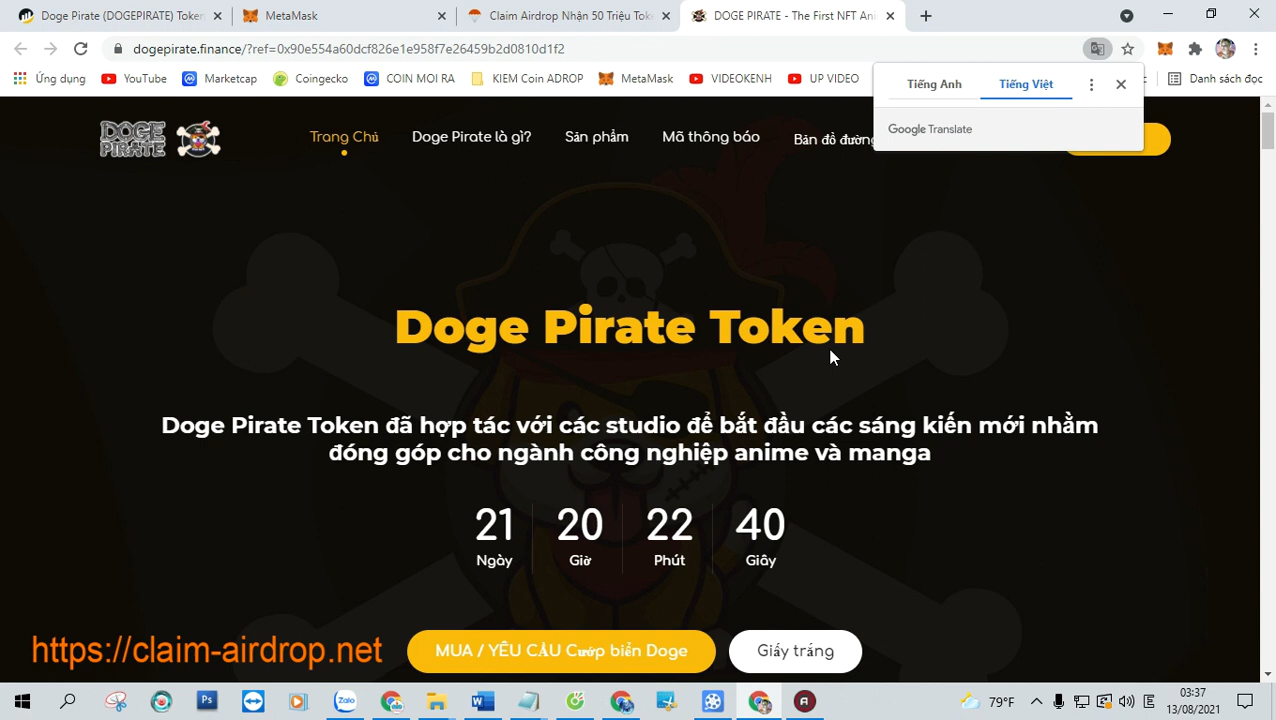 Doge Pirate (DOGEPIRATE) Token
MetaMask
Claim Airdrop Nhận 50 Triệu Toke
DOGE PIRATE - The First NFT Ani
dogepirate.finance/?ref=0x90e554a60dcf826e1e958f7e26459b2d0810d1f2
Ứng dụng YouTube Marketcap Coingecko COIN MOI RA KIEM Coin ADROP MetaMask VIDEOKENH UP VIDEO Danh sách đọc
Tiếng Anh Tiếng Việt
Google Translate
DOGE PIRATE
Trang Chủ Doge Pirate là gì? Sản phẩm Mã thông báo Bản đồ đường
Doge Pirate Token
Doge Pirate Token đã hợp tác với các studio để bắt đầu các sáng kiến mới nhằm
đóng góp cho ngành công nghiệp anime và manga
21 20 22 40
Ngày Giờ Phút Giây
https://claim-airdrop.net
MUA / YÊU CẦU Cướp biển Doge Giấy trắng
Ps Zalo W A
79°F
E
03:37
13/08/2021